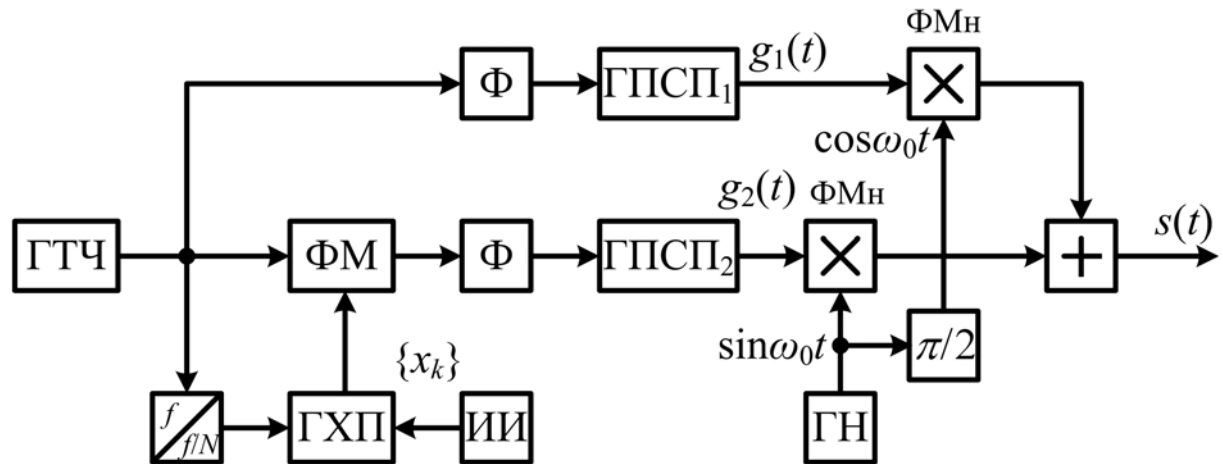 ФМн
g₁(t)
Ф
ГПСП₁
×
cosω₀t
g₂(t)
ФМн
s(t)
ГТЧ
ФМ
Ф
ГПСП₂
×
+
sinω₀t
π/2
{xₖ}
f
f/N
ГХП
ИИ
ГН